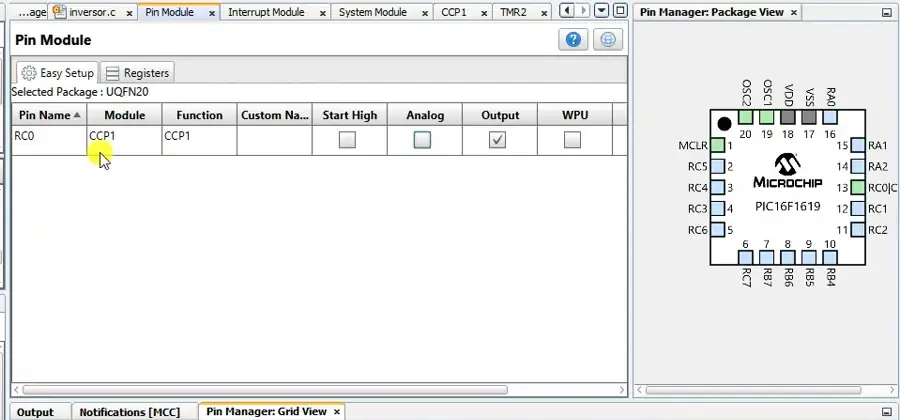 ...age inversor.c × Pin Module × Interrupt Module × System Module × CCP1 × TMR2 ×
Pin Module
Easy Setup Registers
Selected Package : UQFN20
Pin Name Module Function Custom Na... Start High Analog Output WPU
RC0 CCP1 CCP1
Output Notifications [MCC] Pin Manager: Grid View ×
Pin Manager: Package View ×
OSC2 OSC1 VDD VSS RA0
20 19 18 17 16
MCLR 1 15 RA1
RC5 2 14 RA2
MICROCHIP
RC4 3 13 RC0|C
PIC16F1619
RC3 4 12 RC1
RC6 5 11 RC2
6 7 8 9 10
RC7 RB7 RB6 RB5 RB4